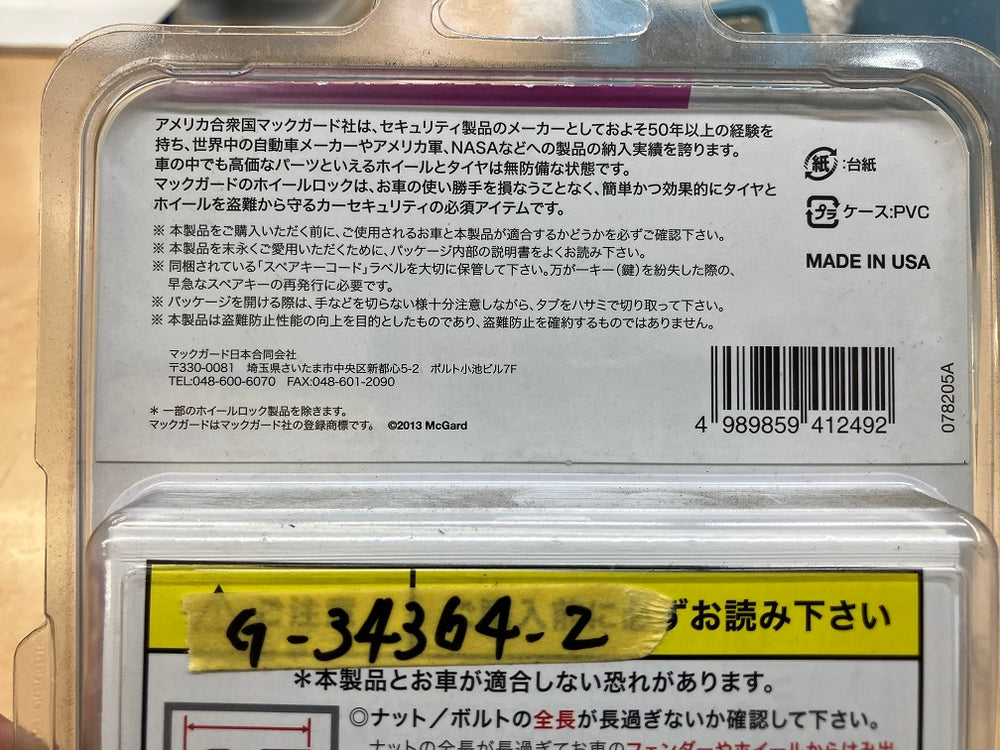 アメリカ合衆国マックガード社は、セキュリティ製品のメーカーとしておよそ50年以上の経験を
持ち、世界中の自動車メーカーやアメリカ軍、NASAなどへの製品の納入実績を誇ります。
車の中でも高価なパーツといえるホイールとタイヤは無防備な状態です。
マックガードのホイールロックは、お車の使い勝手を損なうことなく、簡単かつ効果的にタイヤと
ホイールを盗難から守るカーセキュリティの必須アイテムです。
※ 本製品をご購入いただく前に、ご使用されるお車と本製品が適合するかどうかを必ずご確認下さい。
※ 本製品を末永くご愛用いただくために、パッケージ内部の説明書をよくお読み下さい。
※ 同梱されている「スペアキーコード」ラベルを大切に保管して下さい。万が一キー（鍵）を紛失した際の、
早急なスペアキーの再発行に必要です。
※ パッケージを開ける際は、手などを切らない様十分注意しながら、タブをハサミで切り取って下さい。
※ 本製品は盗難防止性能の向上を目的としたものであり、盗難防止を確約するものではありません。
マックガード日本合同会社
〒330-0081 埼玉県さいたま市中央区新都心5-2 ポルト小池ビル7F
TEL:048-600-6070 FAX:048-601-2090
＊ 一部のホイールロック製品を除きます。
マックガードはマックガード社の登録商標です。 ©2013 McGard
紙:台紙
プラ ケース:PVC
MADE IN USA
4 989859 412492
078205A
G-34364-2
ずお読み下さい
＊本製品とお車が適合しない恐れがあります。
◎ナット／ボルトの全長が長過ぎないか確認して下さい。
ナットの全長が長過ぎてお車のフェンダーやホイールからはみ出